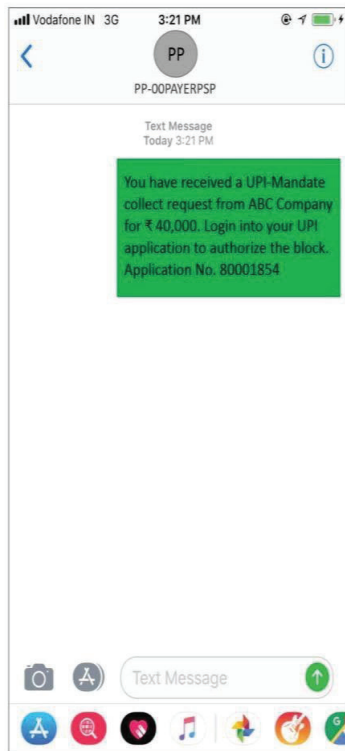 Vodafone IN 3G 3:21 PM
PP
PP-00PAYERPSP
Text Message
Today 3:21 PM
You have received a UPI-Mandate
collect request from ABC Company
for ₹ 40,000. Login into your UPI
application to authorize the block.
Application No. 80001854
Text Message